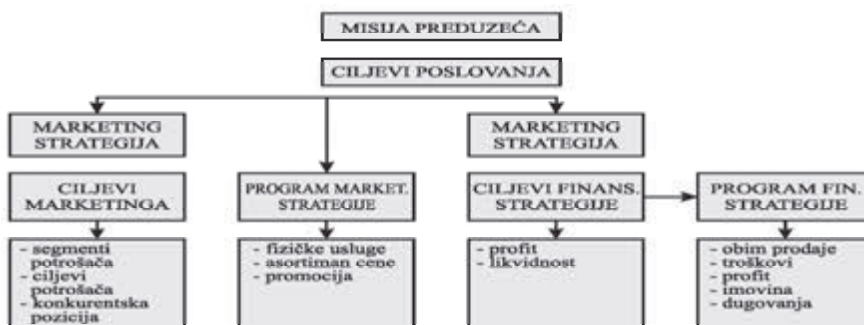 MISIJA PREDUZEĆA
CILJEVI POSLOVANJA
MARKETING
STRATEGIJA
MARKETING
STRATEGIJA
CILJEVI
MARKETINGA
PROGRAM MARKET.
STRATEGIJE
CILJEVI FINANS.
STRATEGIJE
PROGRAM FIN.
STRATEGIJE
- segmenti
potrošača
- ciljevi
potrošača
- konkurentska
pozicija
- fizičke usluge
- asortiman cene
- promocija
- profit
- likvidnost
- obim prodaje
- troškovi
- profit
- imovina
- dugovanja